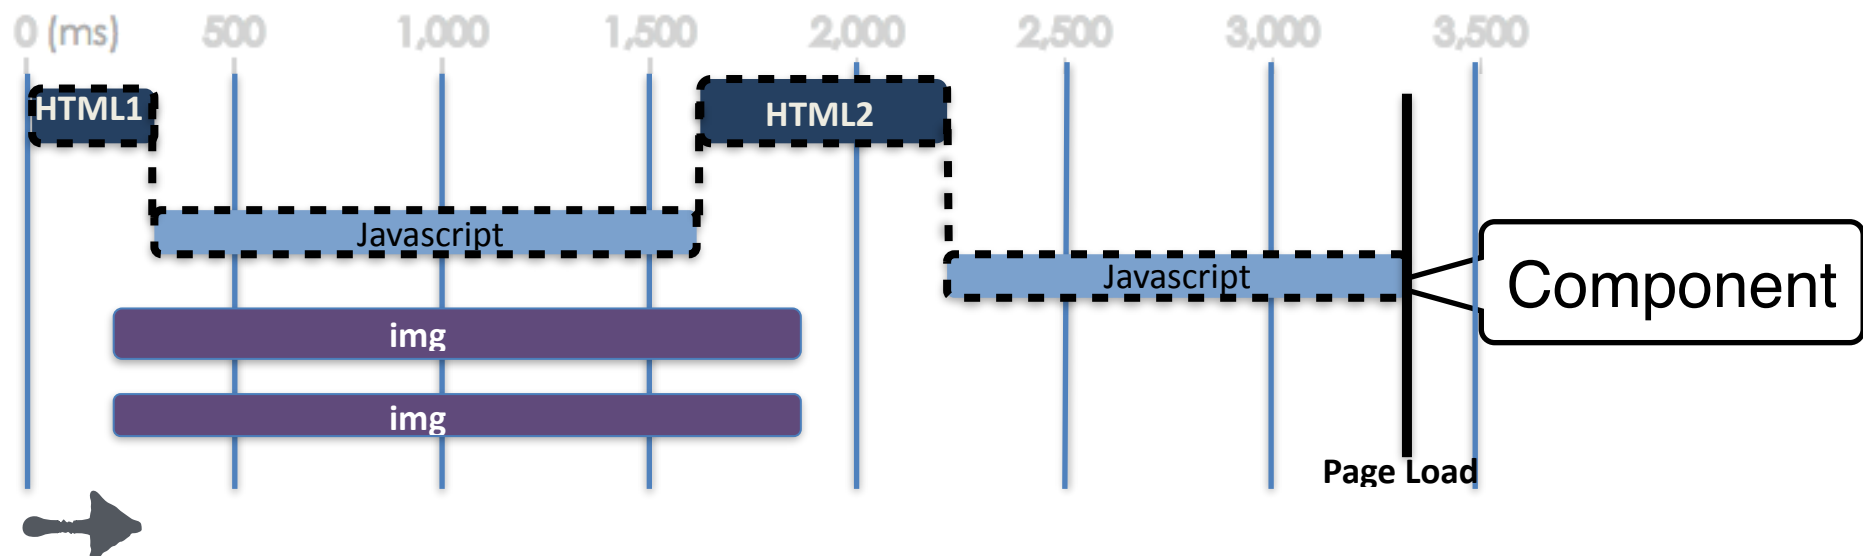 0 (ms) 500 1,000 1,500 2,000 2,500 3,000 3,500
HTML1 HTML2
Javascript
Javascript
Component
img
img
Page Load